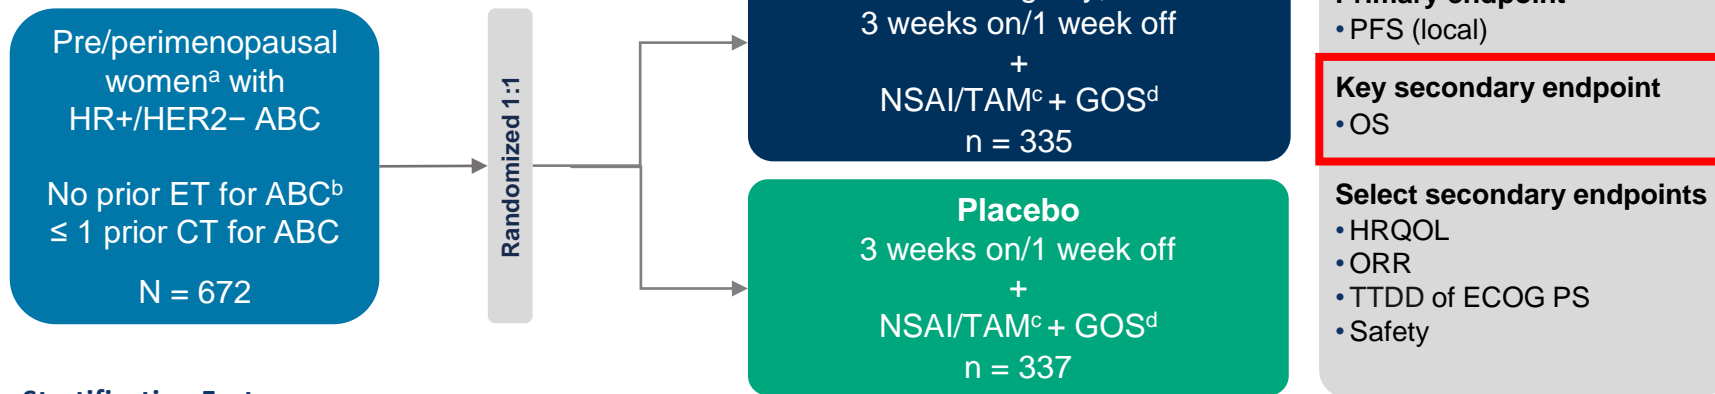 Pre/perimenopausal
womenᵃ with
HR+/HER2− ABC
No prior ET for ABCᵇ
≤ 1 prior CT for ABC
N = 672
Randomized 1:1
3 weeks on/1 week off
+
NSAI/TAMᶜ + GOSᵈ
n = 335
Placebo
3 weeks on/1 week off
+
NSAI/TAMᶜ + GOSᵈ
n = 337
Primary endpoint
• PFS (local)
Key secondary endpoint
• OS
Select secondary endpoints
• HRQOL
• ORR
• TTDD of ECOG PS
• Safety